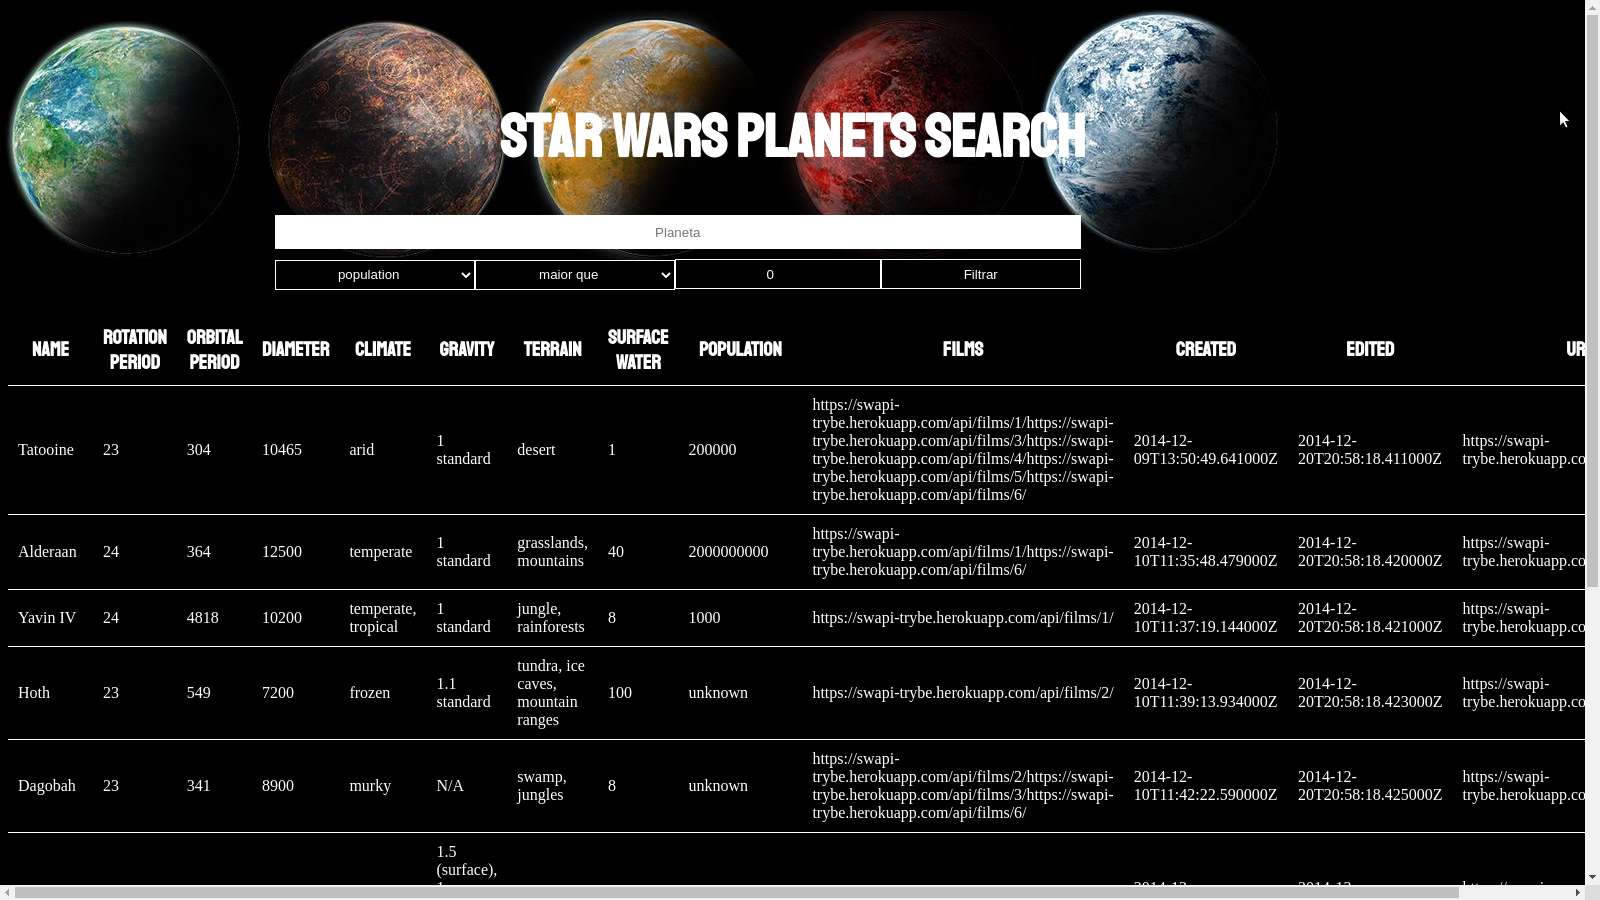 STAR WARS PLANETS SEARCH
Planeta
population maior que 0 Filtrar
NAME ROTATION PERIOD ORBITAL PERIOD DIAMETER CLIMATE GRAVITY TERRAIN SURFACE WATER POPULATION FILMS CREATED EDITED UR
Tatooine 23 304 10465 arid 1 standard desert 1 200000 https://swapi-trybe.herokuapp.com/api/films/1/https://swapi-trybe.herokuapp.com/api/films/3/https://swapi-trybe.herokuapp.com/api/films/4/https://swapi-trybe.herokuapp.com/api/films/5/https://swapi-trybe.herokuapp.com/api/films/6/ 2014-12-09T13:50:49.641000Z 2014-12-20T20:58:18.411000Z https://swapi-trybe.herokuapp.co
Alderaan 24 364 12500 temperate 1 standard grasslands, mountains 40 2000000000 https://swapi-trybe.herokuapp.com/api/films/1/https://swapi-trybe.herokuapp.com/api/films/6/ 2014-12-10T11:35:48.479000Z 2014-12-20T20:58:18.420000Z https://swapi-trybe.herokuapp.co
Yavin IV 24 4818 10200 temperate, tropical 1 standard jungle, rainforests 8 1000 https://swapi-trybe.herokuapp.com/api/films/1/ 2014-12-10T11:37:19.144000Z 2014-12-20T20:58:18.421000Z https://swapi-trybe.herokuapp.co
Hoth 23 549 7200 frozen 1.1 standard tundra, ice caves, mountain ranges 100 unknown https://swapi-trybe.herokuapp.com/api/films/2/ 2014-12-10T11:39:13.934000Z 2014-12-20T20:58:18.423000Z https://swapi-trybe.herokuapp.co
Dagobah 23 341 8900 murky N/A swamp, jungles 8 unknown https://swapi-trybe.herokuapp.com/api/films/2/https://swapi-trybe.herokuapp.com/api/films/3/https://swapi-trybe.herokuapp.com/api/films/6/ 2014-12-10T11:42:22.590000Z 2014-12-20T20:58:18.425000Z https://swapi-trybe.herokuapp.co
1.5 (surface),